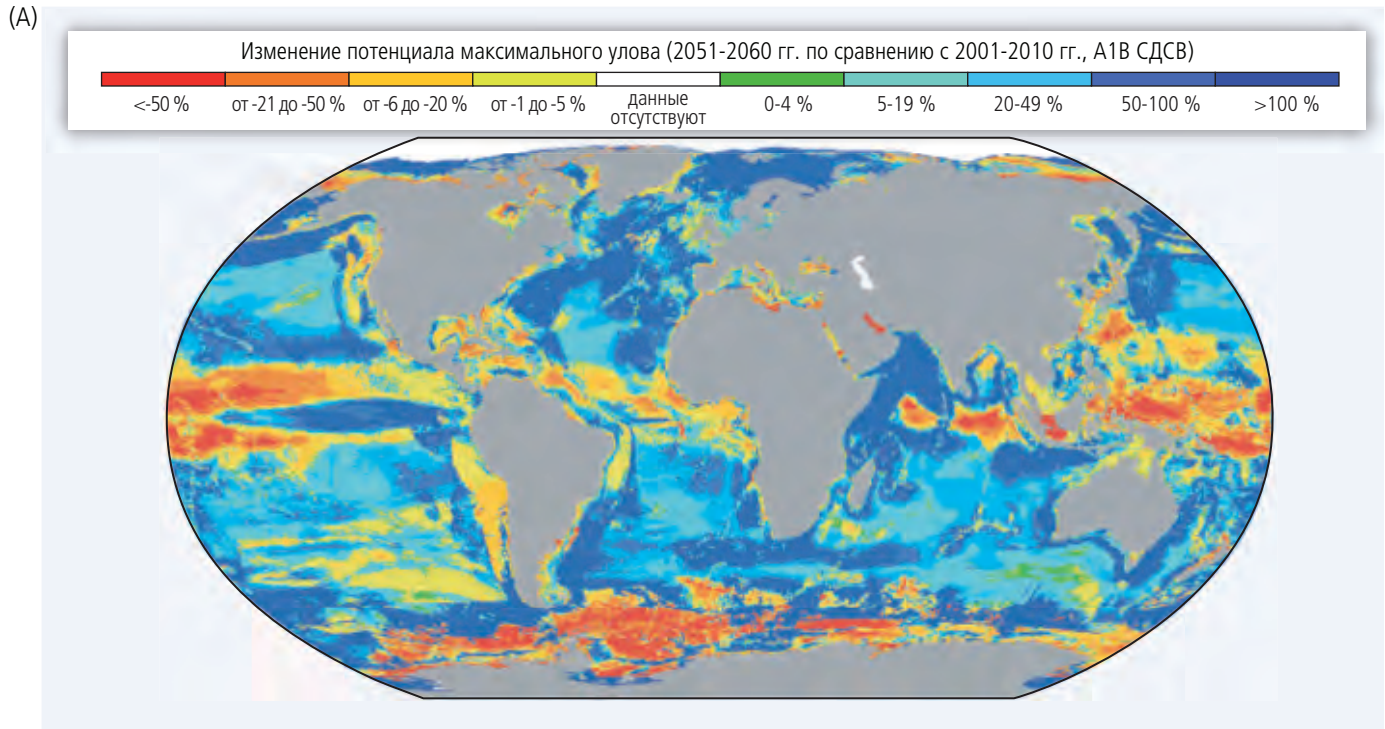 (A)
Изменение потенциала максимального улова (2051-2060 гг. по сравнению с 2001-2010 гг., А1В СДСВ)
<-50 %
от -21 до -50 %
от -6 до -20 %
от -1 до -5 %
данные
отсутствуют
0-4 %
5-19 %
20-49 %
50-100 %
>100 %